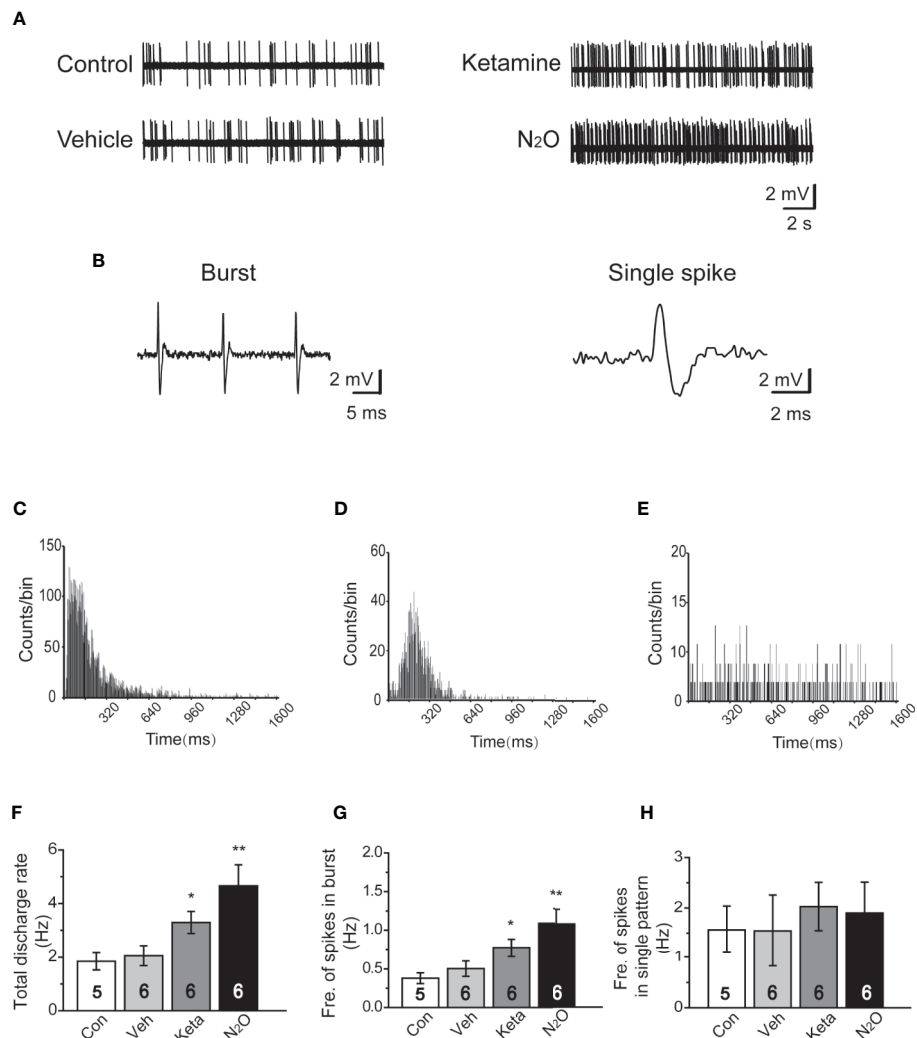 A
Control
Ketamine
Vehicle
N2O
2 mV
2 s
B
Burst
Single spike
2 mV
5 ms
2 mV
2 ms
C
D
E
Counts/bin
150
100
50
0
320
640
960
1280
1600
Time(ms)
Counts/bin
60
40
20
0
320
640
960
1280
1600
Time(ms)
Counts/bin
20
15
10
0
320
640
960
1280
1600
Time(ms)
F
G
H
Total discharge rate
(Hz)
6
4
2
0
**
*
5
6
6
6
Con
Veh
Keta
N2O
Fre. of spikes in burst
(Hz)
2.0
1.5
1.0
0.5
0.0
**
*
5
6
6
6
Con
Veh
Keta
N2O
Fre. of spikes
in single pattern
(Hz)
3
2
1
0
5
6
6
6
Con
Veh
Keta
N2O